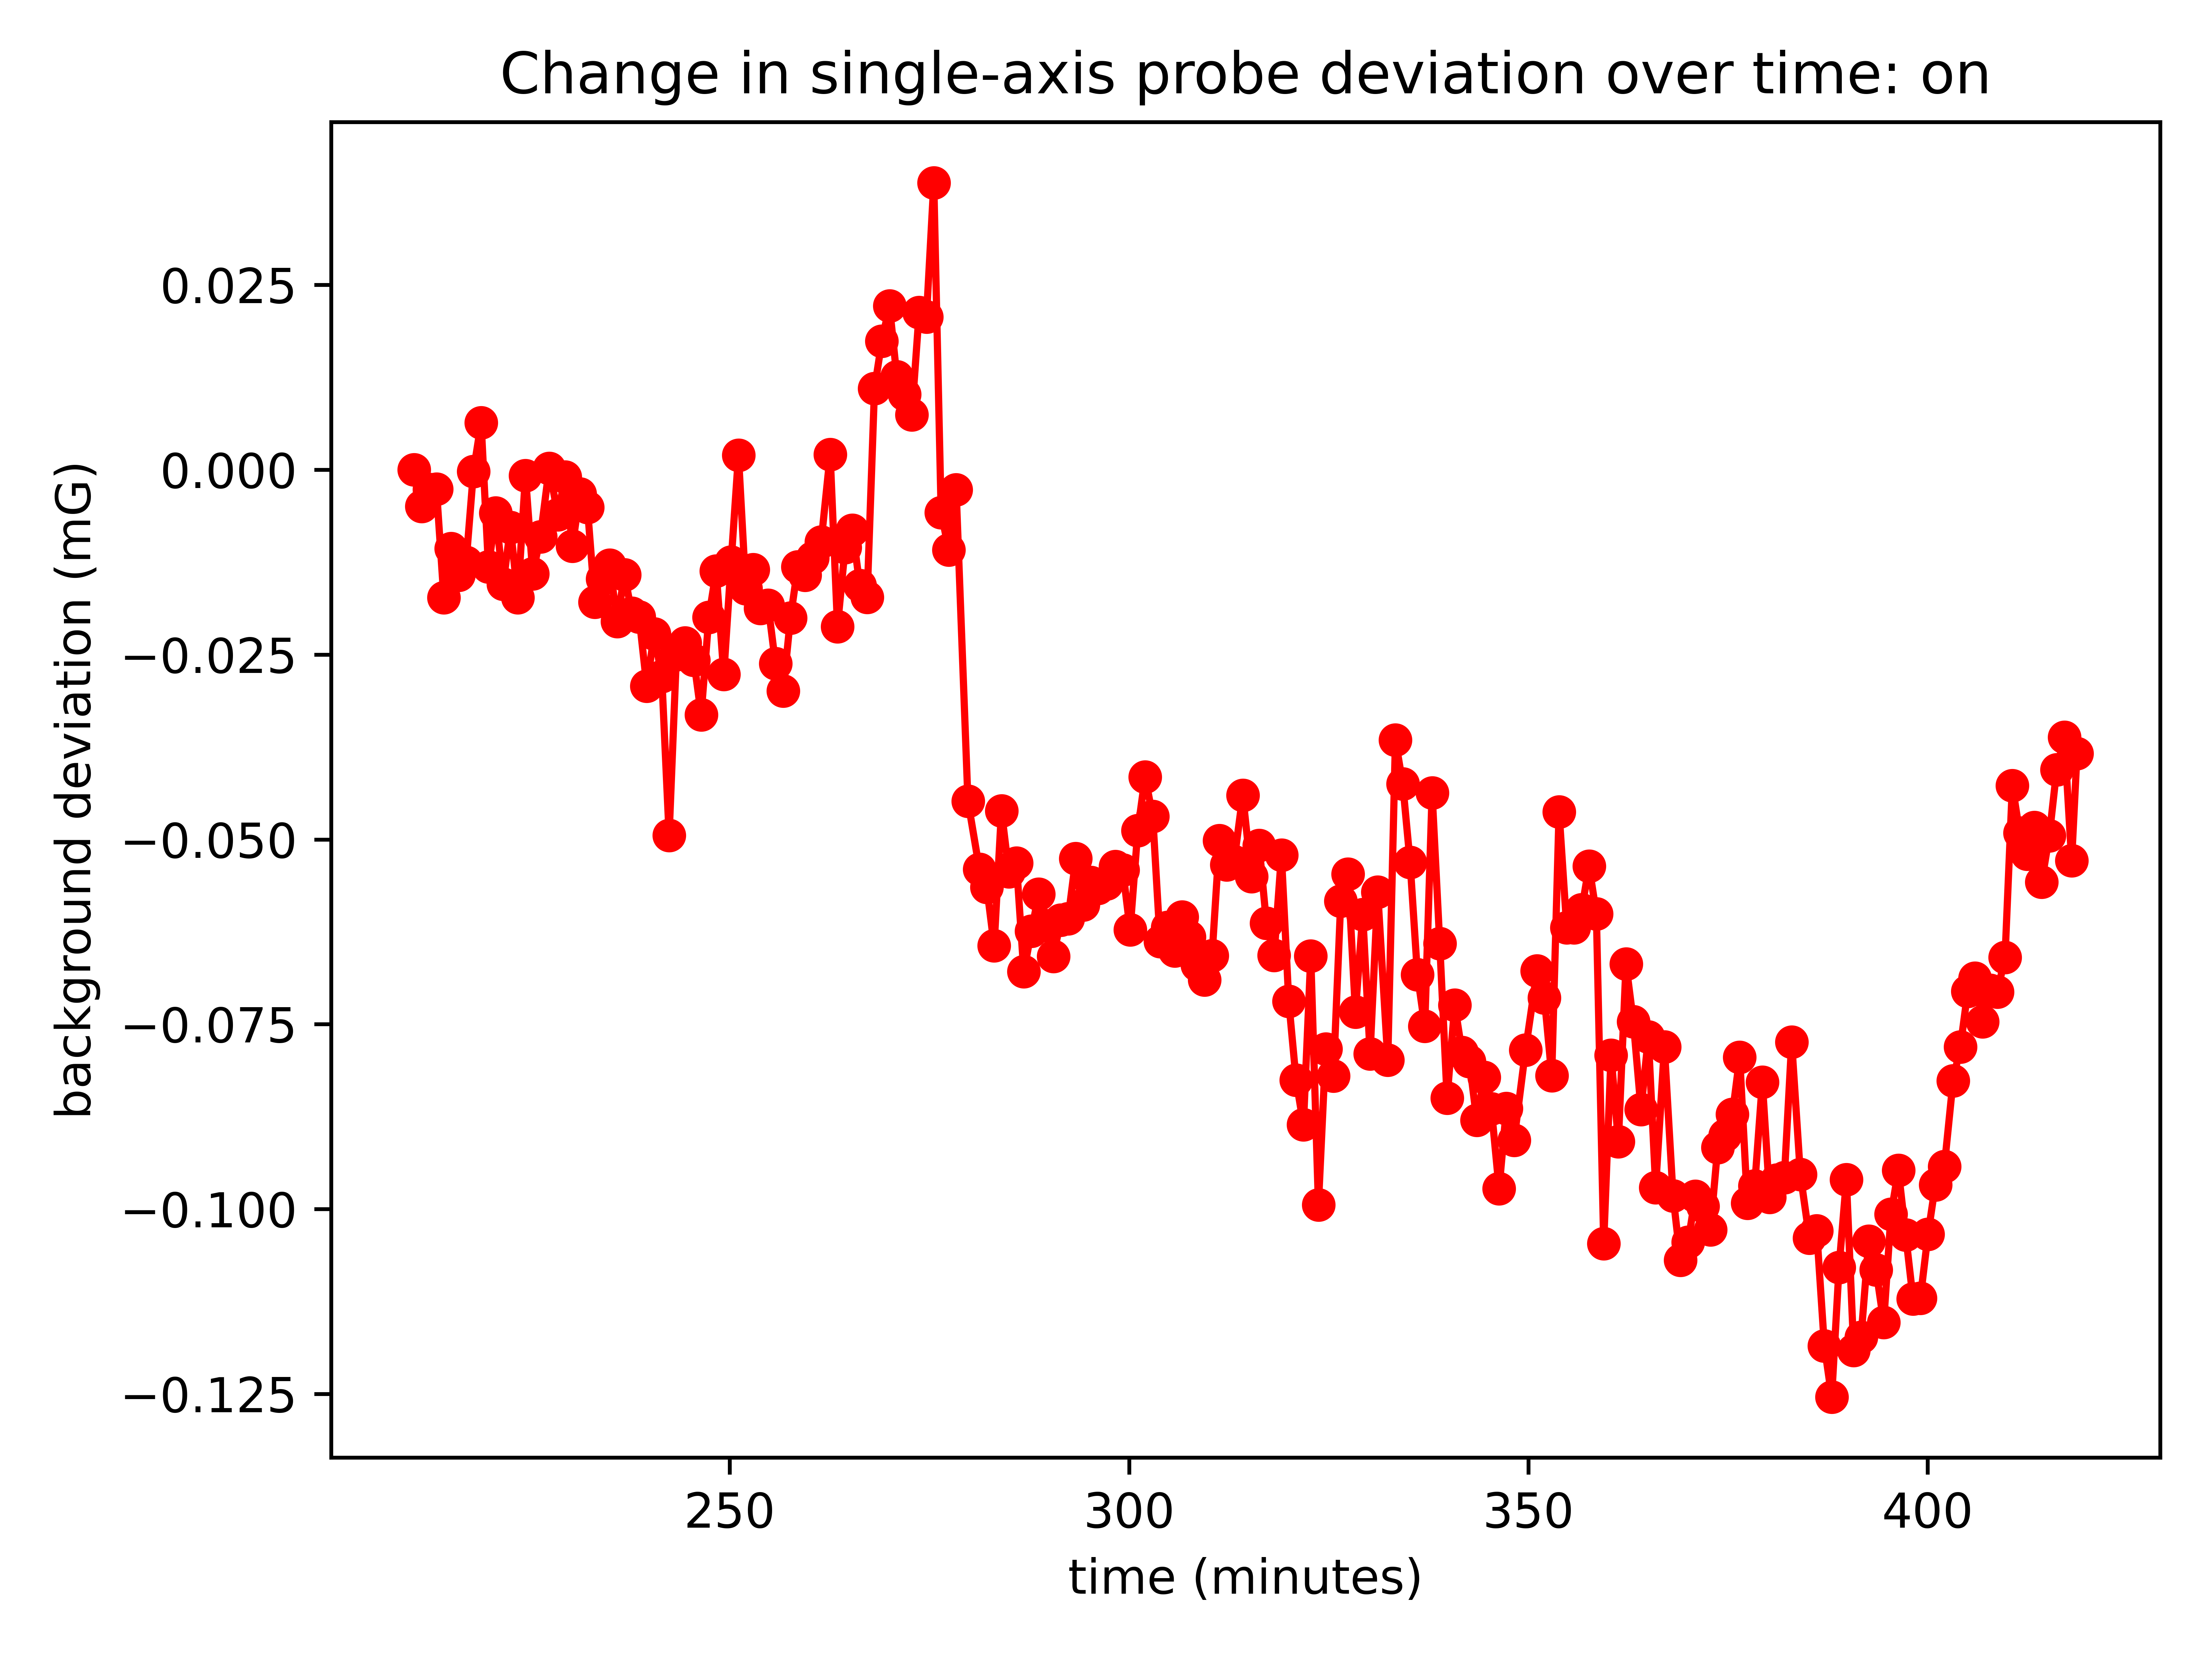 Change in single-axis probe deviation over time: on
background deviation (mG)
0.025
0.000
−0.025
−0.050
−0.075
−0.100
−0.125
250 300 350 400
time (minutes)